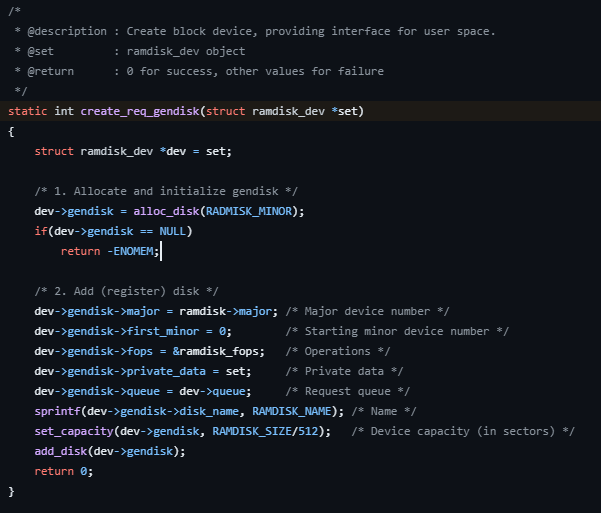 /*
 * @description : Create block device, providing interface for user space.
 * @set         : ramdisk_dev object
 * @return      : 0 for success, other values for failure
 */
static int create_req_gendisk(struct ramdisk_dev *set)
{
    struct ramdisk_dev *dev = set;

    /* 1. Allocate and initialize gendisk */
    dev->gendisk = alloc_disk(RADMISK_MINOR);
    if(dev->gendisk == NULL)
        return -ENOMEM;

    /* 2. Add (register) disk */
    dev->gendisk->major = ramdisk->major; /* Major device number */
    dev->gendisk->first_minor = 0;        /* Starting minor device number */
    dev->gendisk->fops = &ramdisk_fops;   /* Operations */
    dev->gendisk->private_data = set;     /* Private data */
    dev->gendisk->queue = dev->queue;     /* Request queue */
    sprintf(dev->gendisk->disk_name, RAMDISK_NAME); /* Name */
    set_capacity(dev->gendisk, RAMDISK_SIZE/512);   /* Device capacity (in sectors) */
    add_disk(dev->gendisk);
    return 0;
}